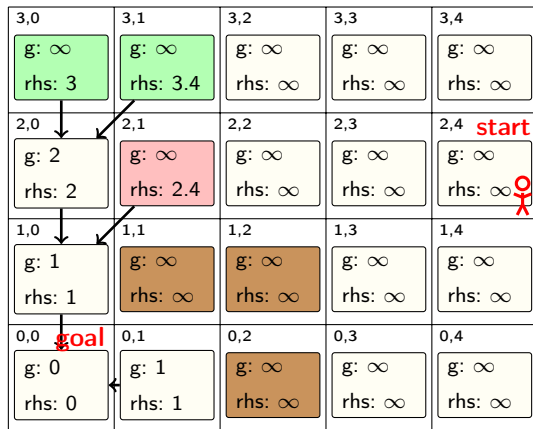 3,0 3,1 3,2 3,3 3,4
g: ∞ g: ∞ g: ∞ g: ∞ g: ∞
rhs: 3 rhs: 3.4 rhs: ∞ rhs: ∞ rhs: ∞
2,0 2,1 2,2 2,3 2,4 start
g: 2 g: ∞ g: ∞ g: ∞ g: ∞
rhs: 2 rhs: 2.4 rhs: ∞ rhs: ∞ rhs: ∞
1,0 1,1 1,2 1,3 1,4
g: 1 g: ∞ g: ∞ g: ∞ g: ∞
rhs: 1 rhs: ∞ rhs: ∞ rhs: ∞ rhs: ∞
0,0 goal 0,1 0,2 0,3 0,4
g: 0 g: 1 g: ∞ g: ∞ g: ∞
rhs: 0 rhs: 1 rhs: ∞ rhs: ∞ rhs: ∞